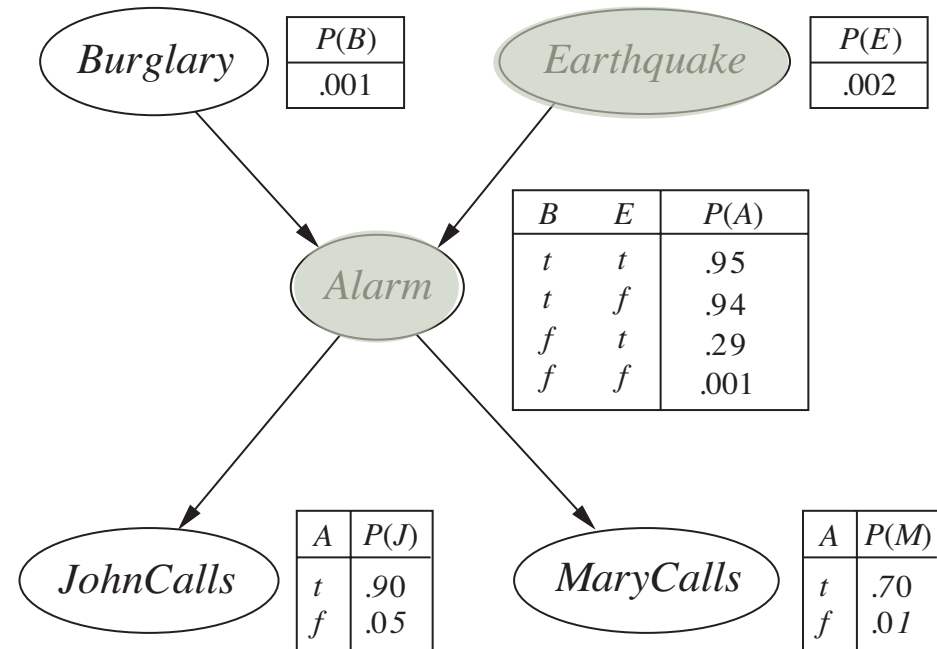 Burglary
P(B)
.001
Earthquake
P(E)
.002
B E P(A)
t t .95
t f .94
f t .29
f f .001
Alarm
JohnCalls
A P(J)
t .90
f .05
MaryCalls
A P(M)
t .70
f .01